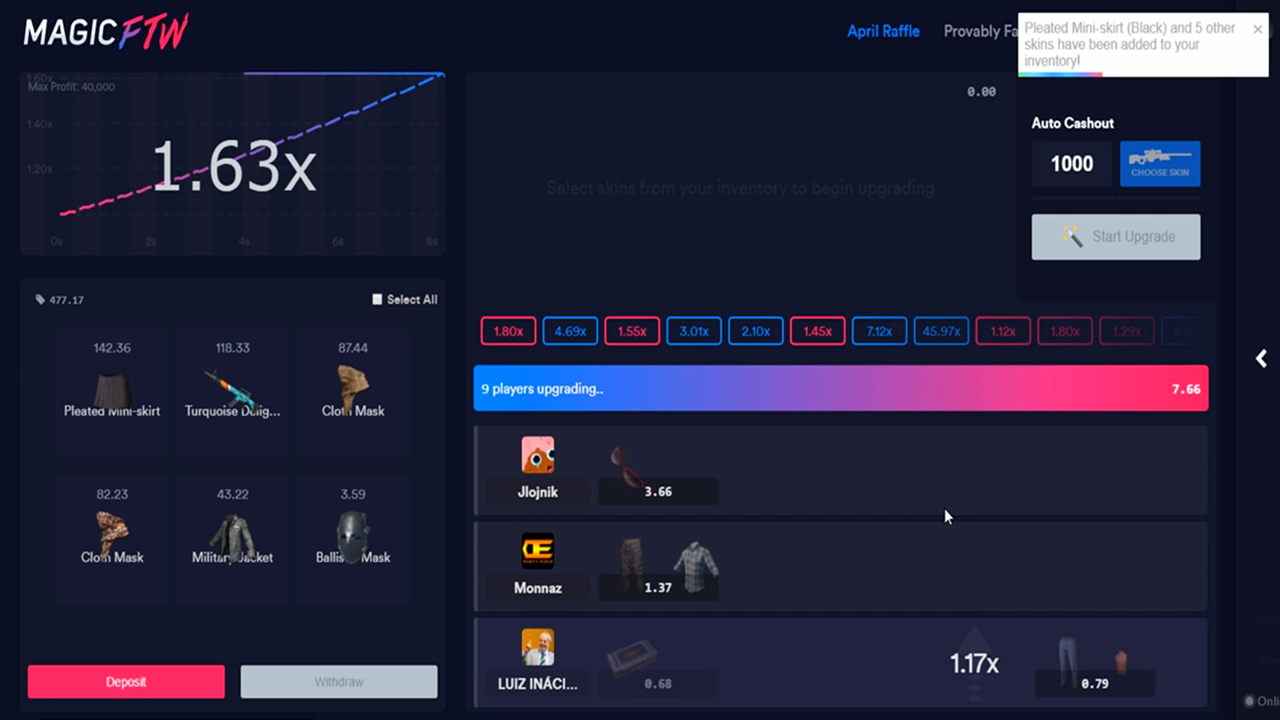 MAGIC FTW
April Raffle
Provably Fa
Pleated Mini-skirt (Black) and 5 other
skins have been added to your
inventory!
1.60x
Max Profit: 40,000
1.40x
1.20x
1.63x
0s 2s 4s 6s 8s
0.00
Select skins from your inventory to begin upgrading
Auto Cashout
1000
CHOOSE SKIN
Start Upgrade
477.17
Select All
142.36
Pleated Mini-skirt
118.33
Turquoise Delig...
87.44
Cloth Mask
82.23
Cloth Mask
43.22
Military Jacket
3.59
Ballistic Mask
Deposit
Withdraw
1.80x 4.69x 1.55x 3.01x 2.10x 1.45x 7.12x 45.97x 1.12x 1.80x 1.29x
9 players upgrading..
7.66
Jlojnik
3.66
Monnaz
1.37
LUIZ INÁCI...
0.68
1.17x
0.79
Onli